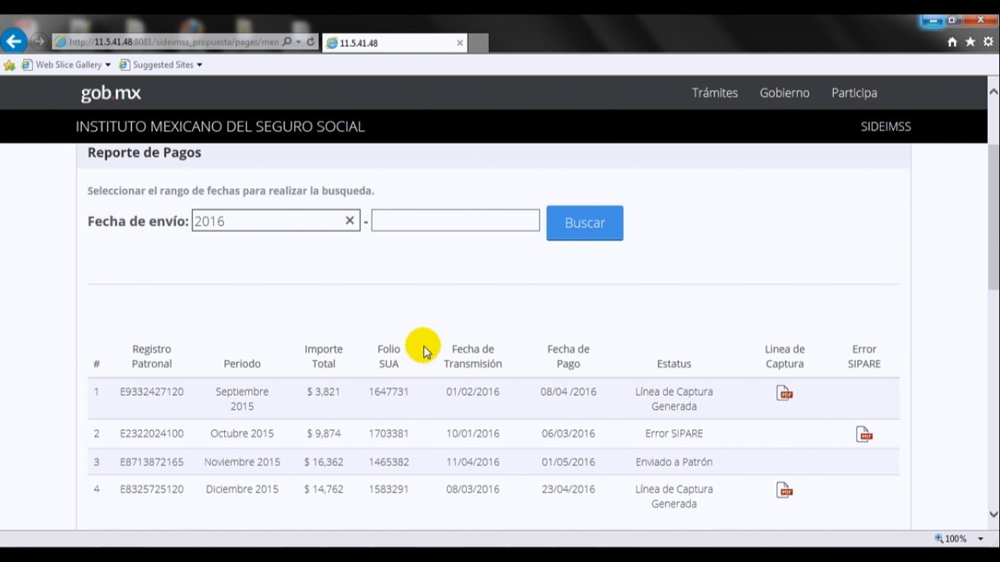 http://11.5.41.48:8081/sideimss_propuesta/pages/men
11.5.41.48
Web Slice Gallery
Suggested Sites
gob.mx
Trámites Gobierno Participa
INSTITUTO MEXICANO DEL SEGURO SOCIAL
SIDEIMSS
Reporte de Pagos
Seleccionar el rango de fechas para realizar la busqueda.
Fecha de envío: 2016 - Buscar
# Registro Patronal Periodo Importe Total Folio SUA Fecha de Transmisión Fecha de Pago Estatus Linea de Captura Error SIPARE
1 E9332427120 Septiembre 2015 $ 3,821 1647731 01/02/2016 08/04 /2016 Línea de Captura Generada PDF
2 E2322024100 Octubre 2015 $ 9,874 1703381 10/01/2016 06/03/2016 Error SIPARE PDF
3 E8713872165 Noviembre 2015 $ 16,362 1465382 11/04/2016 01/05/2016 Enviado a Patrón
4 E8325725120 Diciembre 2015 $ 14,762 1583291 08/03/2016 23/04/2016 Línea de Captura Generada PDF
100%